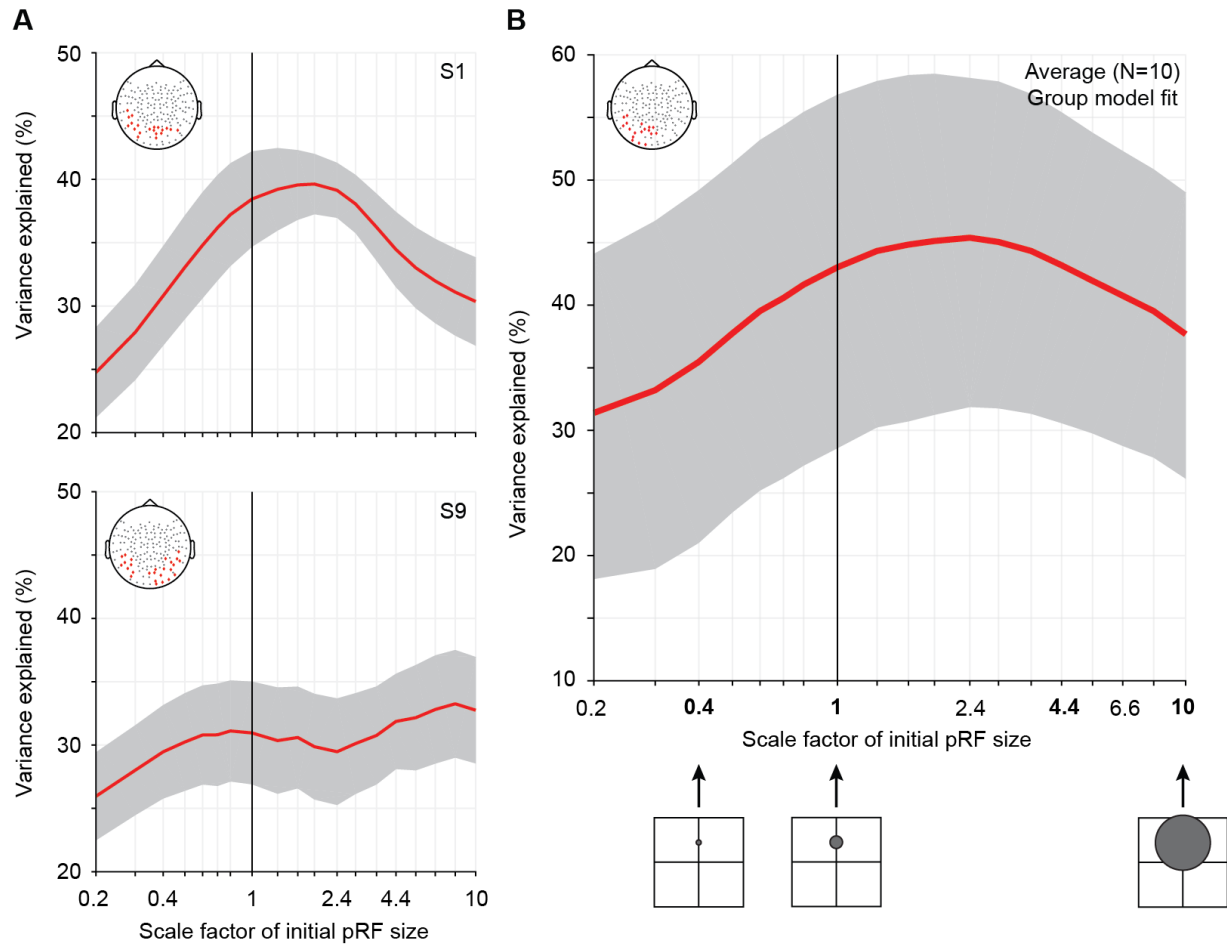 A
Variance explained (%)
50
40
30
20
S1
Variance explained (%)
50
40
30
20
S9
0.2 0.4 1 2.4 4.4 10
Scale factor of initial pRF size
B
Variance explained (%)
60
50
40
30
20
10
Average (N=10)
Group model fit
0.2 0.4 1 2.4 4.4 6.6 10
Scale factor of initial pRF size